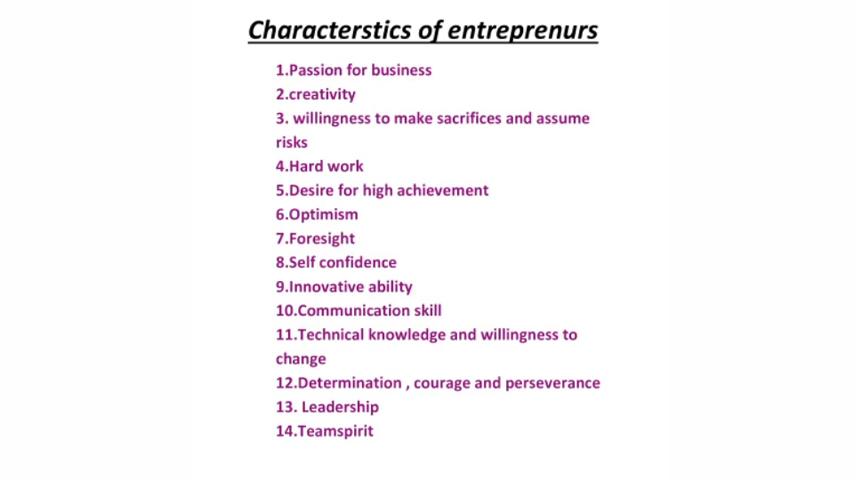 Characterstics of entreprenurs
1.Passion for business
2.creativity
3. willingness to make sacrifices and assume
risks
4.Hard work
5.Desire for high achievement
6.Optimism
7.Foresight
8.Self confidence
9.Innovative ability
10.Communication skill
11.Technical knowledge and willingness to
change
12.Determination , courage and perseverance
13. Leadership
14.Teamspirit